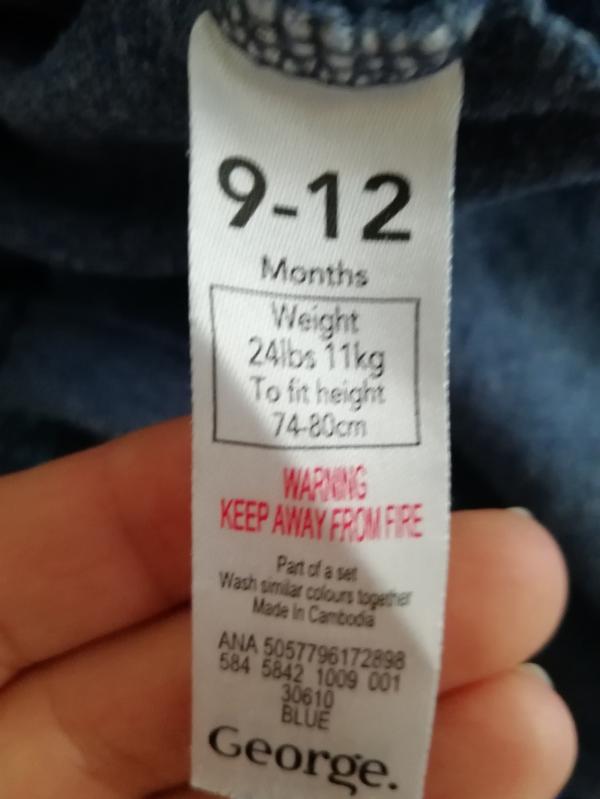 9-12
Months
Weight
24lbs 11kg
To fit height
74-80cm
WARNING
KEEP AWAY FROM FIRE
Part of a set
Wash similar colours together
Made In Cambodia
ANA 5057796172898
584 5842 1009 001
30610
BLUE
George.